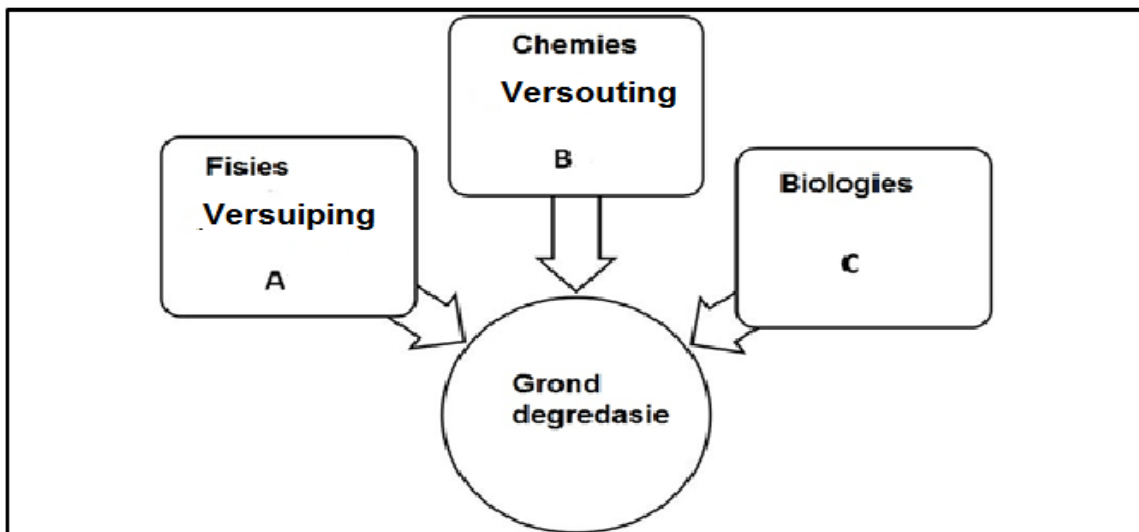 Chemies
Versouting
B
Fisies
Versuiping
A
Biologies
C
Grond
degredasie